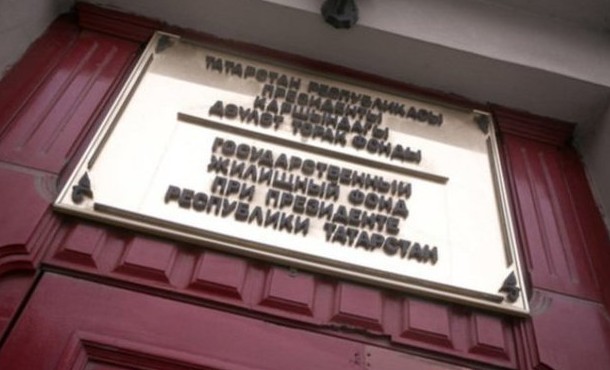 ТАТАРСТАН РЕСПУБЛИКАСЫ
ПРЕЗИДЕНТЫ
КАРШЫНДАГЫ
ДӘҮЛӘТ ТОРАК ФОНДЫ
ГОСУДАРСТВЕННЫЙ
ЖИЛИЩНЫЙ ФОНД
ПРИ ПРЕЗИДЕНТЕ
РЕСПУБЛИКИ ТАТАРСТАН